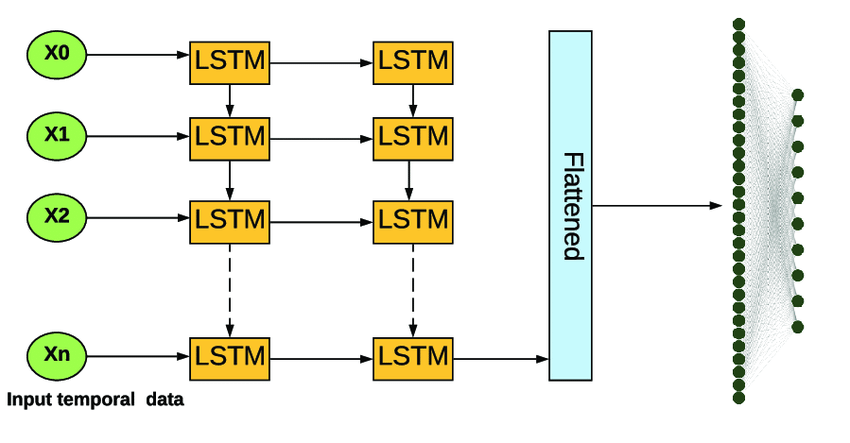 X0
LSTM
LSTM
X1
LSTM
LSTM
X2
LSTM
LSTM
Flattened
Xn
LSTM
LSTM
Input temporal data